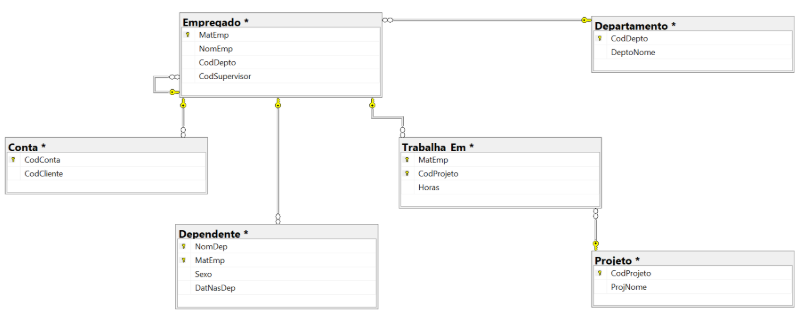 Empregado *
MatEmp
NomEmp
CodDepto
CodSupervisor
Departamento *
CodDepto
DeptoNome
Conta *
CodConta
CodCliente
Trabalha Em *
MatEmp
CodProjeto
Horas
Dependente *
NomDep
MatEmp
Sexo
DatNasDep
Projeto *
CodProjeto
ProjNome